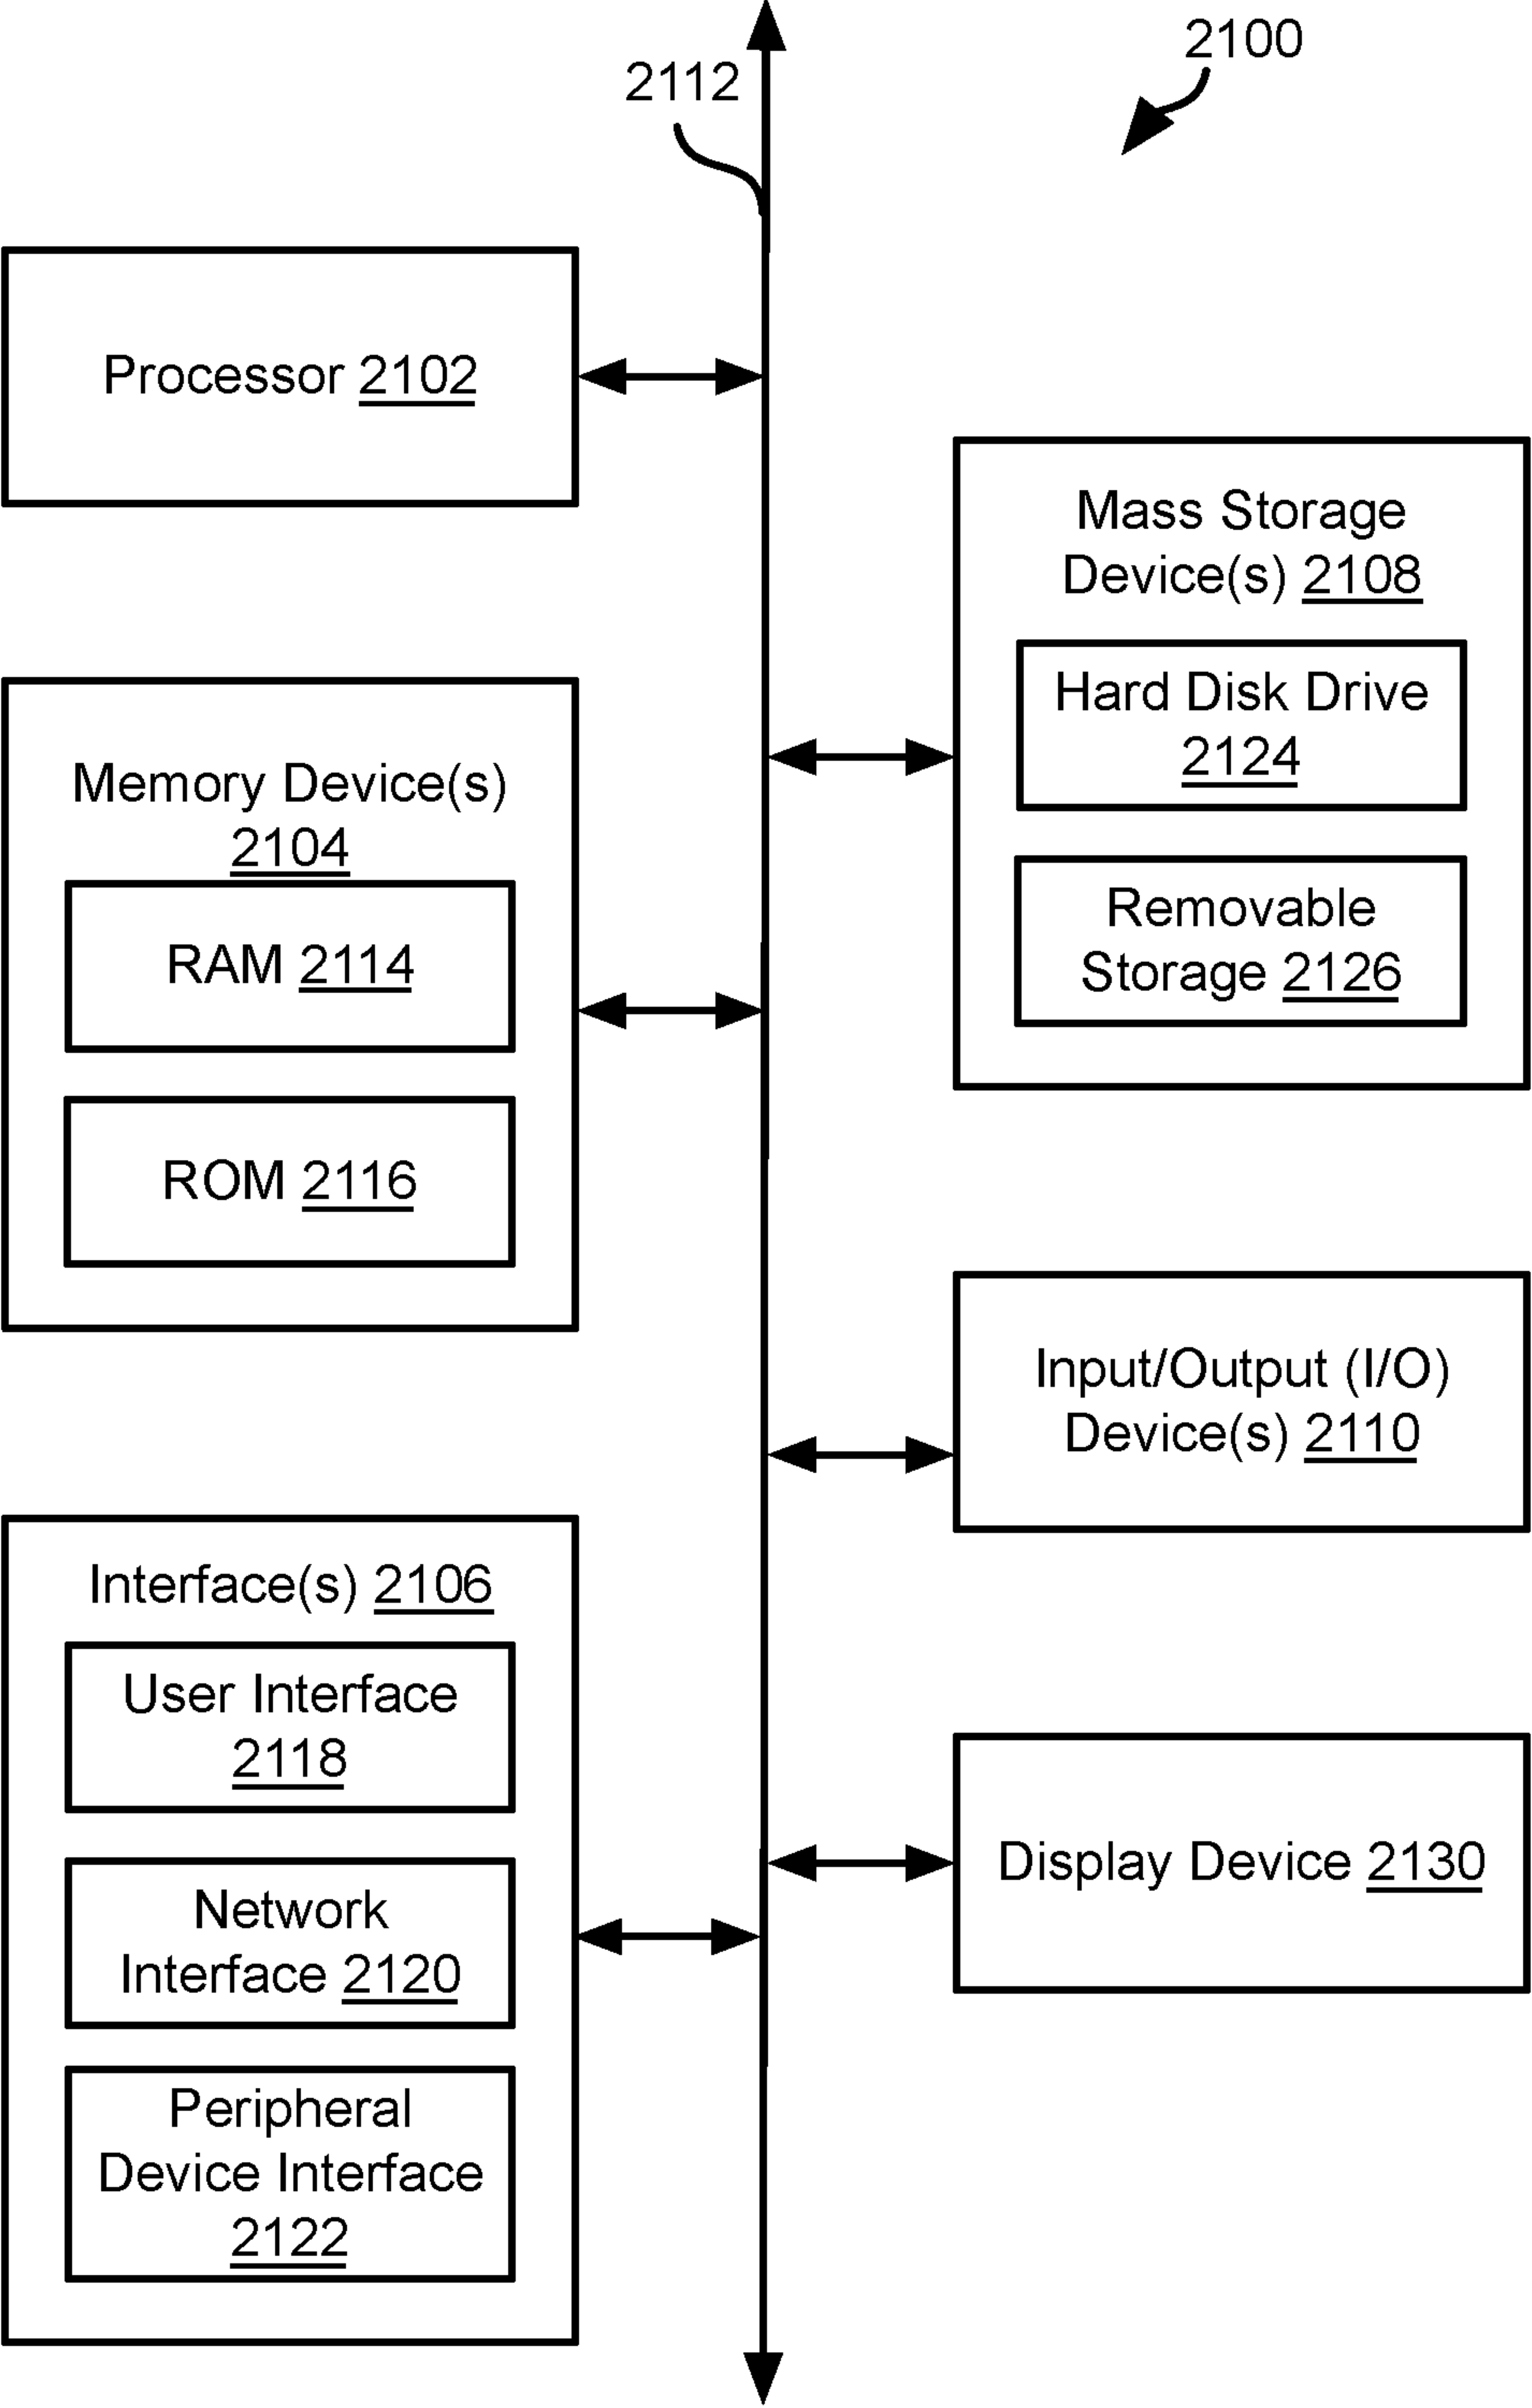 2100
2112
Processor 2102
Mass Storage
Device(s) 2108
Hard Disk Drive
2124
Removable
Storage 2126
Memory Device(s)
2104
RAM 2114
ROM 2116
Input/Output (I/O)
Device(s) 2110
Interface(s) 2106
User Interface
2118
Network
Interface 2120
Peripheral
Device Interface
2122
Display Device 2130